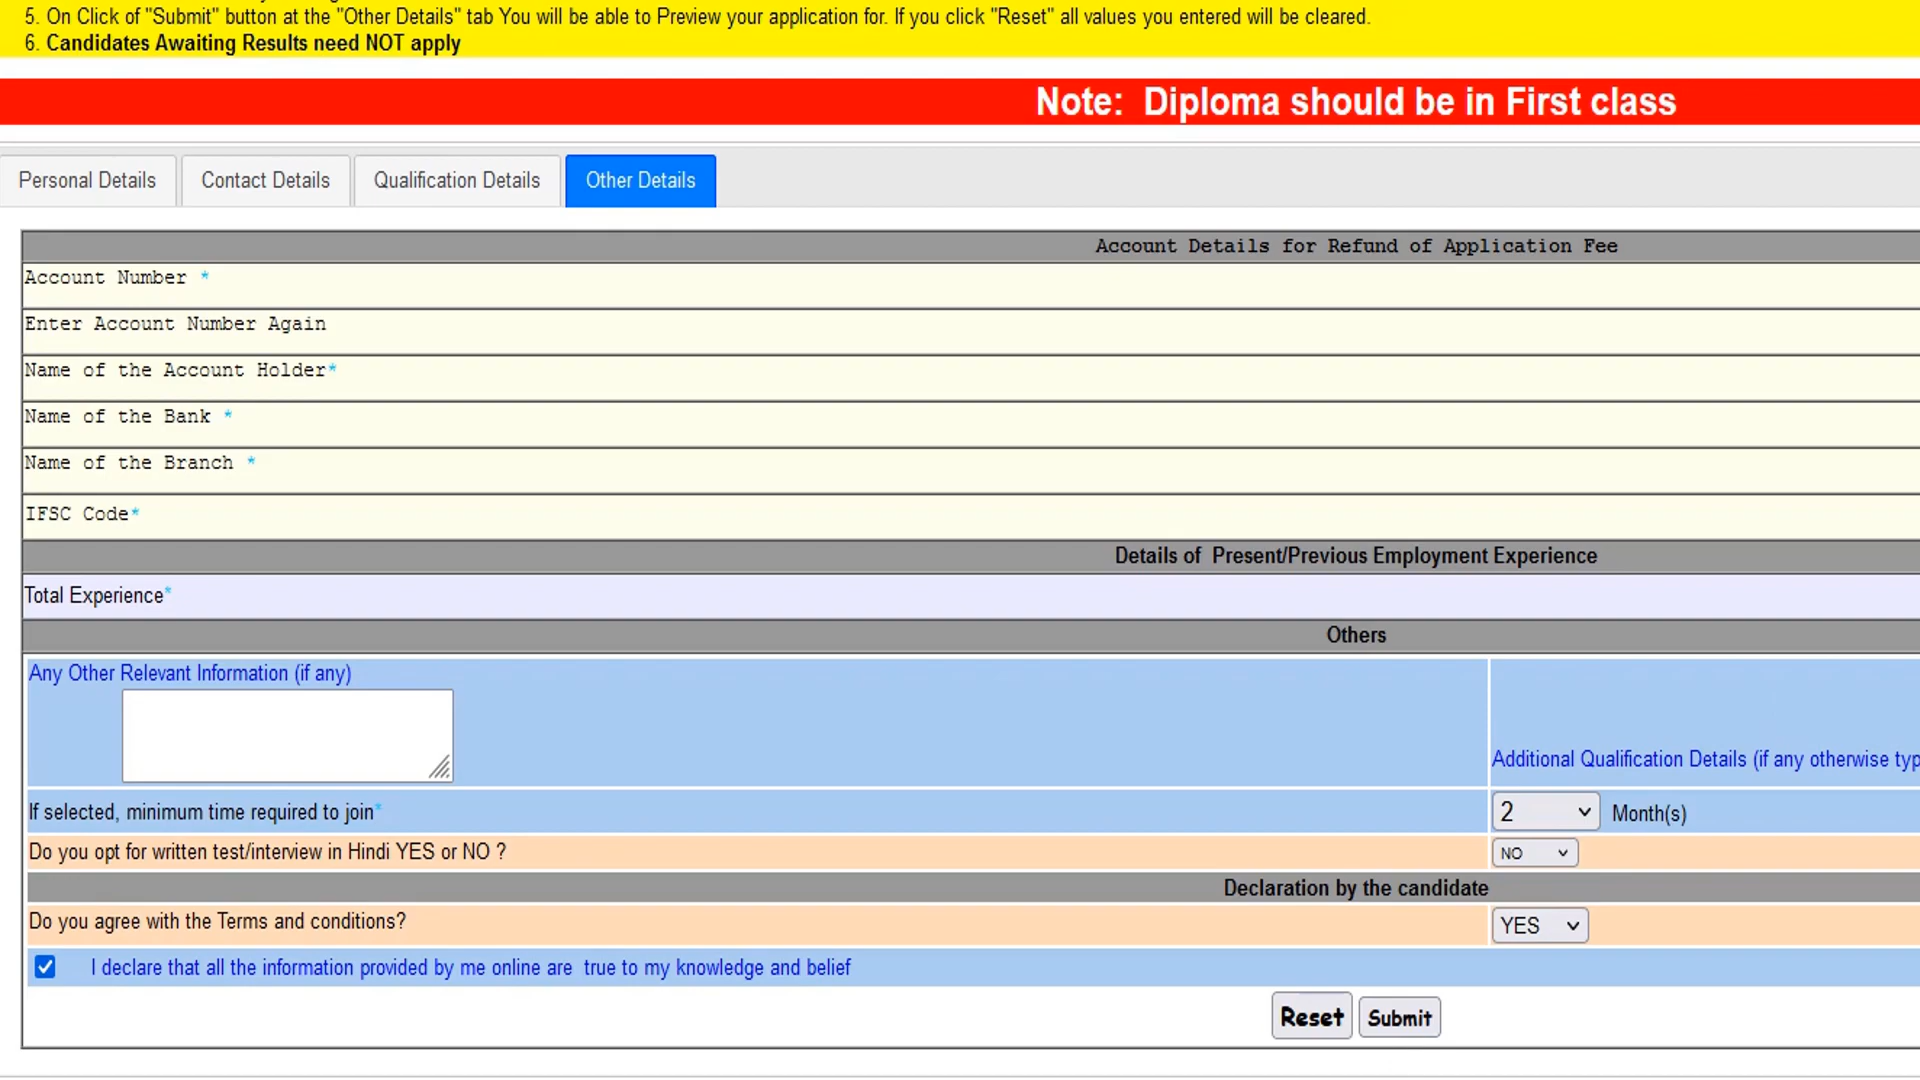 5. On Click of "Submit" button at the "Other Details" tab You will be able to Preview your application for. If you click "Reset" all values you entered will be cleared.
6. Candidates Awaiting Results need NOT apply
Note: Diploma should be in First class
Personal Details Contact Details Qualification Details Other Details
Account Details for Refund of Application Fee
Account Number *
Enter Account Number Again
Name of the Account Holder*
Name of the Bank *
Name of the Branch *
IFSC Code*
Details of Present/Previous Employment Experience
Total Experience*
Others
Any Other Relevant Information (if any)
Additional Qualification Details (if any otherwise typ
If selected, minimum time required to join* 2 Month(s)
Do you opt for written test/interview in Hindi YES or NO ? NO
Declaration by the candidate
Do you agree with the Terms and conditions? YES
I declare that all the information provided by me online are true to my knowledge and belief
Reset Submit